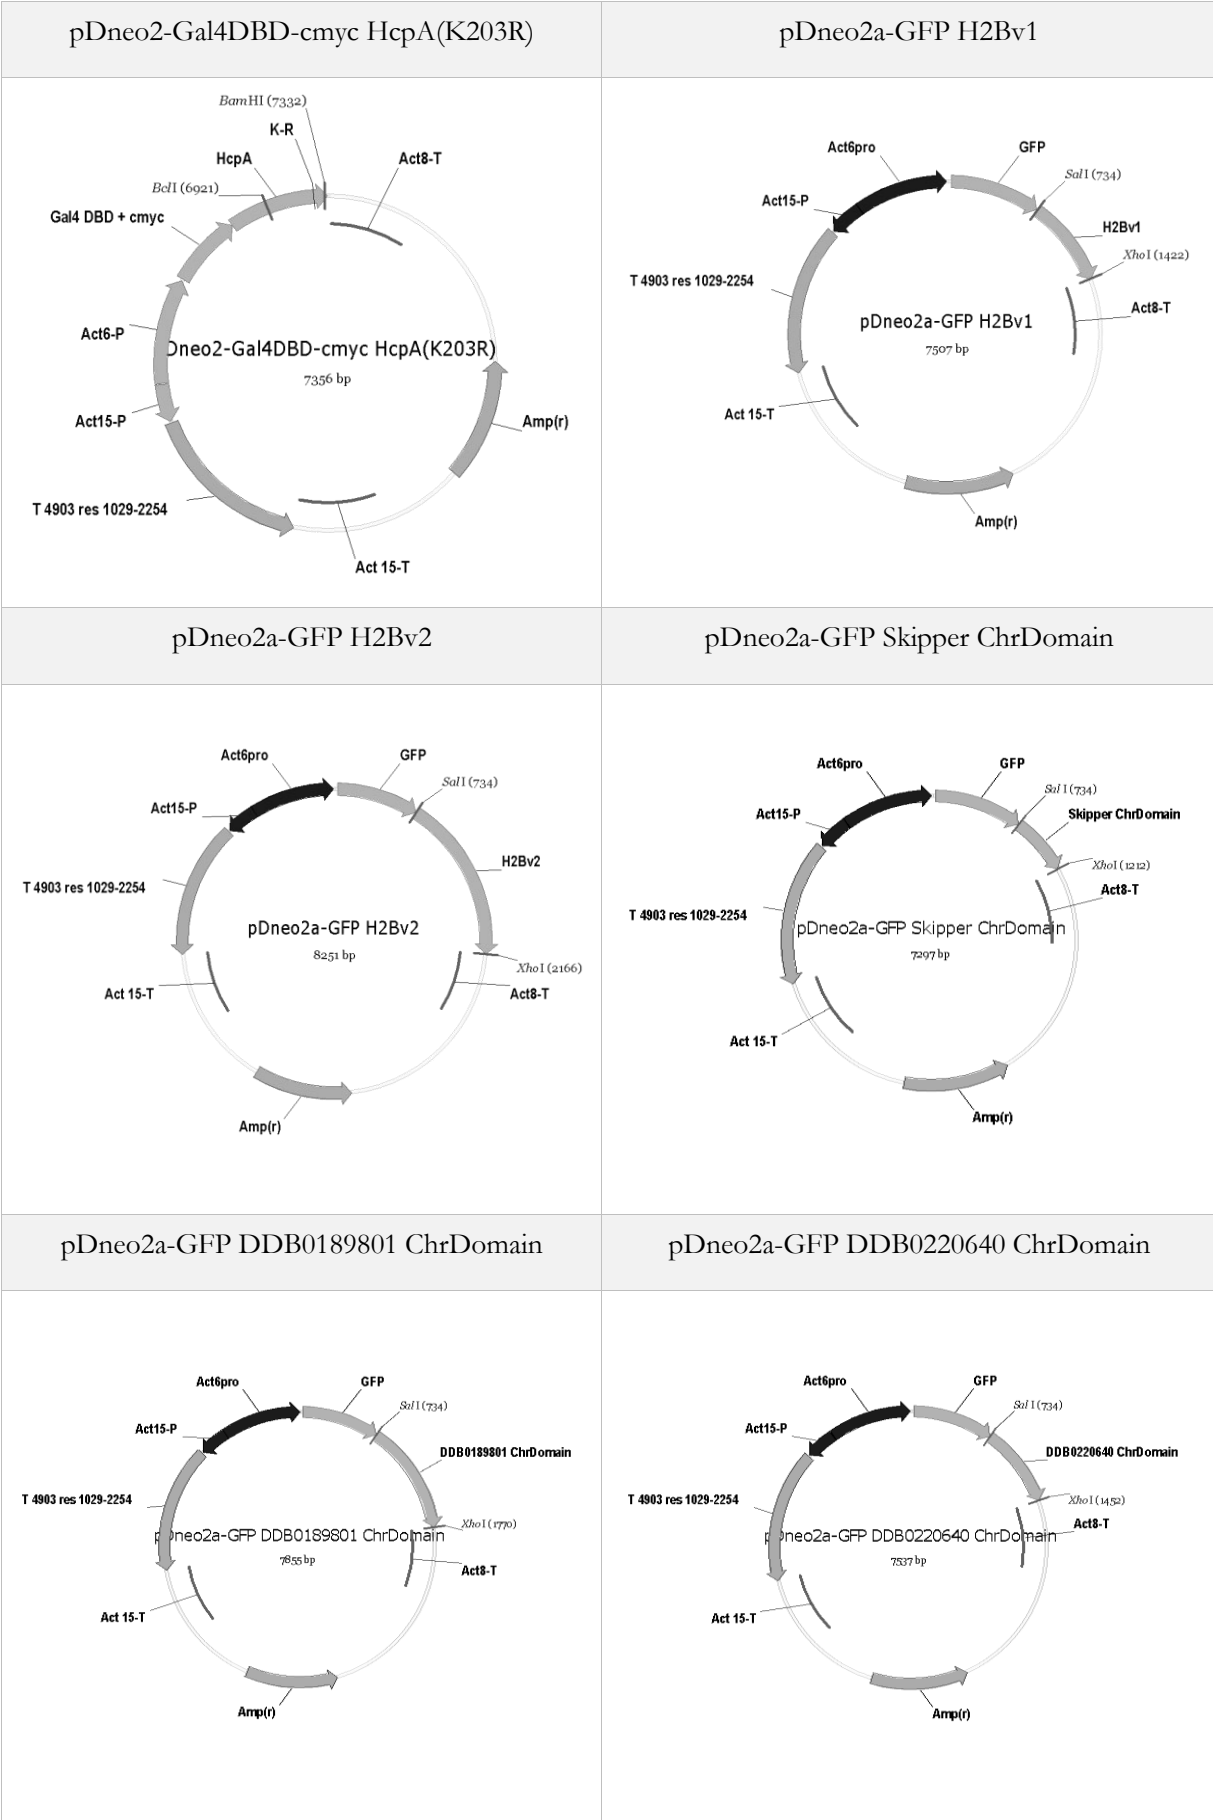 pDneo2-Gal4DBD-cmyc HcpA(K203R)
pDneo2a-GFP H2Bv1
BamHI (7332)
K-R
HcpA
Act8-T
BclI (6921)
Gal4 DBD + cmyc
Act6-P
Dneo2-Gal4DBD-cmyc HcpA(K203R)
7356 bp
Act15-P
Amp(r)
T 4903 res 1029-2254
Act 15-T
Act6pro
GFP
SalI (734)
Act15-P
H2Bv1
XhoI (1422)
T 4903 res 1029-2254
Act8-T
pDneo2a-GFP H2Bv1
7507 bp
Act 15-T
Amp(r)
pDneo2a-GFP H2Bv2
pDneo2a-GFP Skipper ChrDomain
Act6pro
GFP
SalI (734)
Act15-P
H2Bv2
T 4903 res 1029-2254
pDneo2a-GFP H2Bv2
8251 bp
XhoI (2166)
Act 15-T
Act8-T
Amp(r)
Act6pro
GFP
SalI (734)
Act15-P
Skipper ChrDomain
XhoI (1212)
Act8-T
T 4903 res 1029-2254
pDneo2a-GFP Skipper ChrDomain
7297 bp
Act 15-T
Amp(r)
pDneo2a-GFP DDB0189801 ChrDomain
pDneo2a-GFP DDB0220640 ChrDomain
Act6pro
GFP
SalI (734)
Act15-P
DDB0189801 ChrDomain
T 4903 res 1029-2254
XhoI (1770)
pDneo2a-GFP DDB0189801 ChrDomain
7855 bp
Act8-T
Act 15-T
Amp(r)
Act6pro
GFP
SalI (734)
Act15-P
DDB0220640 ChrDomain
T 4903 res 1029-2254
XhoI (1452)
Act8-T
pDneo2a-GFP DDB0220640 ChrDomain
7537 bp
Act 15-T
Amp(r)